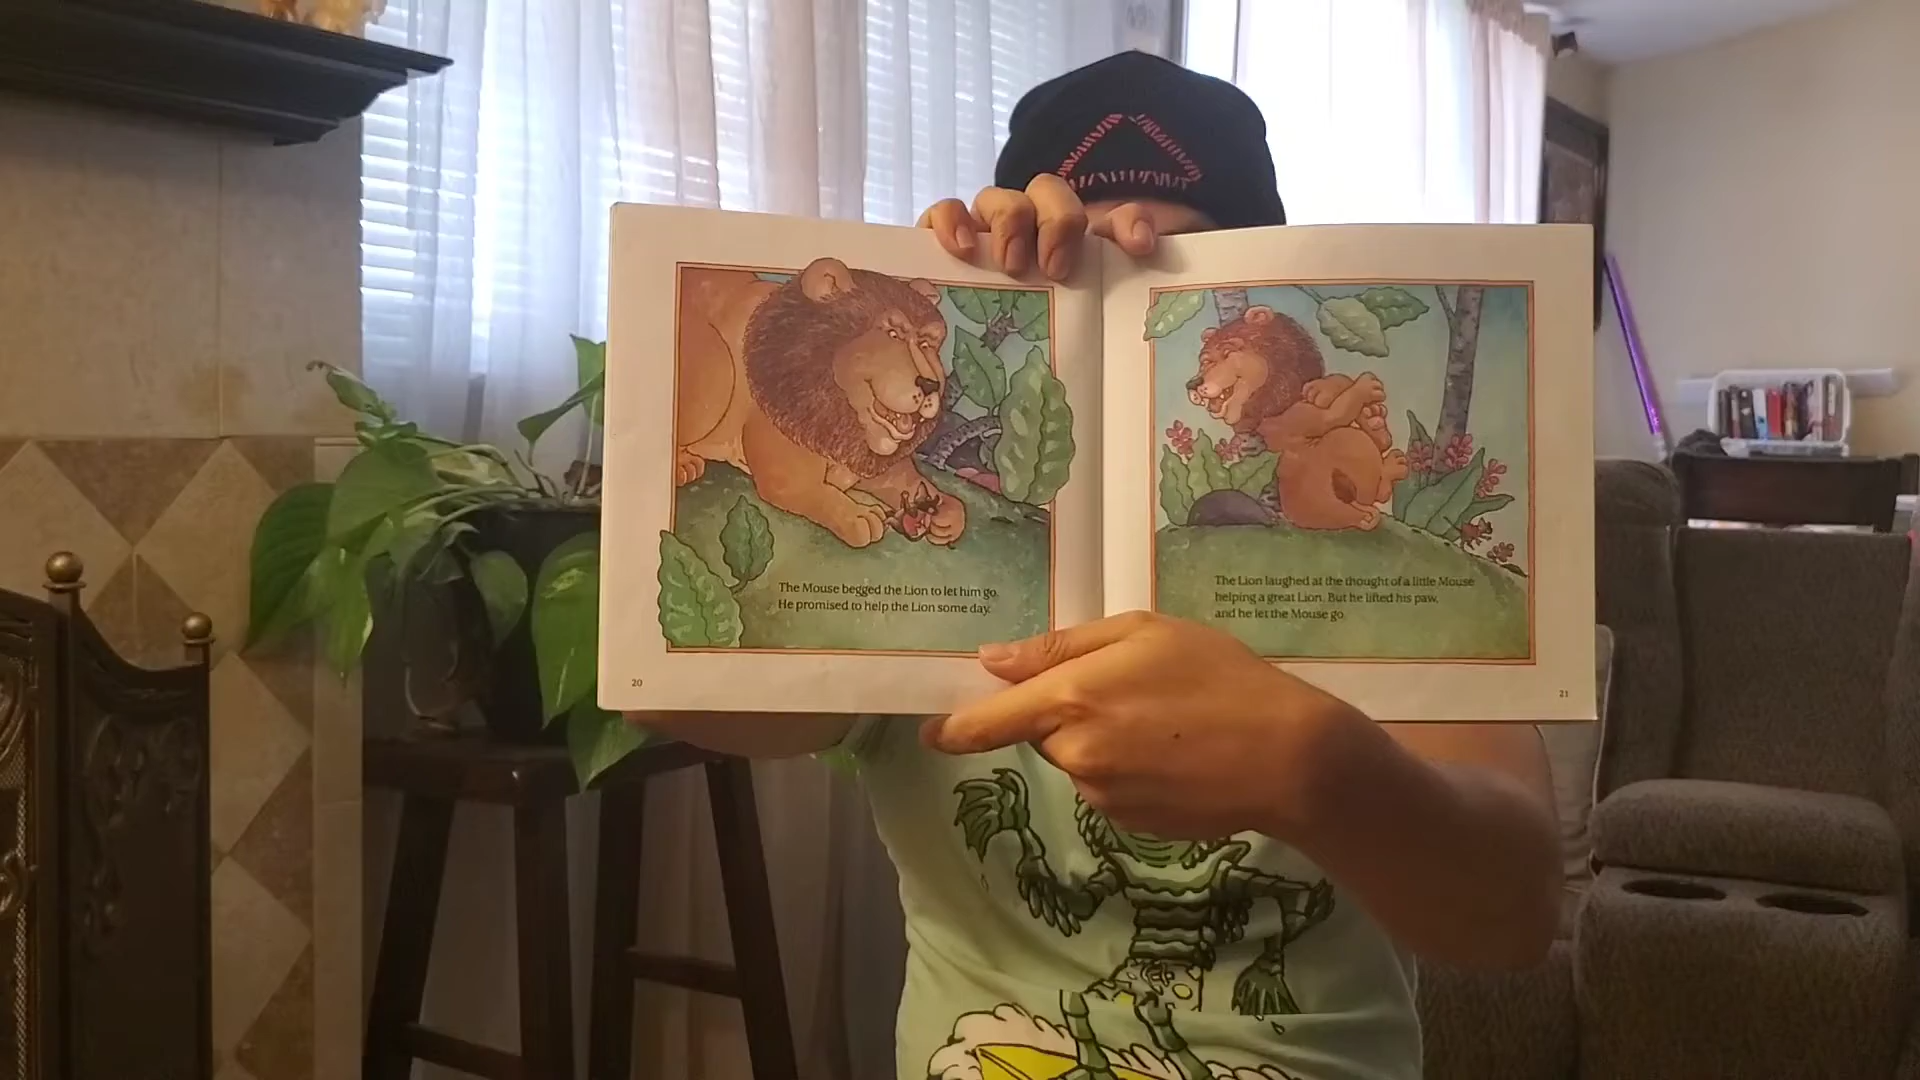 The Mouse begged the Lion to let him go.
He promised to help the Lion some day.
20
The Lion laughed at the thought of a little Mouse
helping a great Lion. But he lifted his paw,
and he let the Mouse go.
21